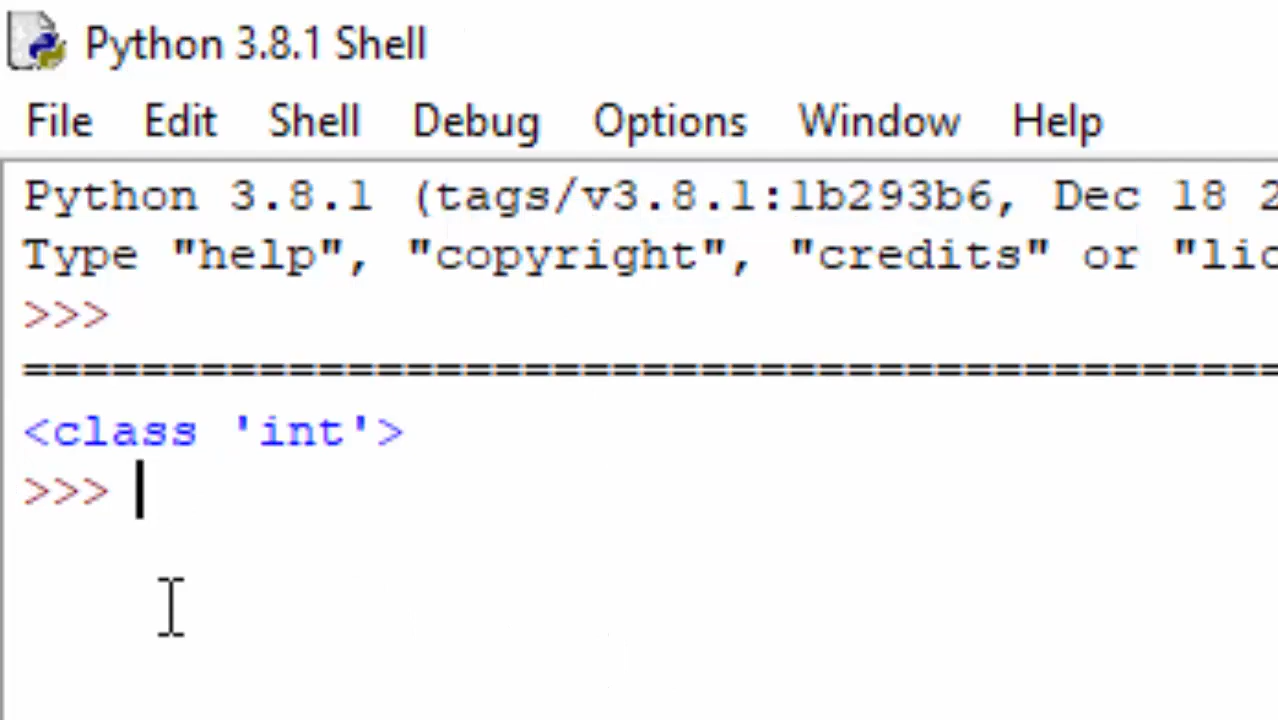 Python 3.8.1 Shell
File Edit Shell Debug Options Window Help
Python 3.8.1 (tags/v3.8.1:1b293b6, Dec 18 2
Type "help", "copyright", "credits" or "lic
>>>
===========================================
<class 'int'>
>>>